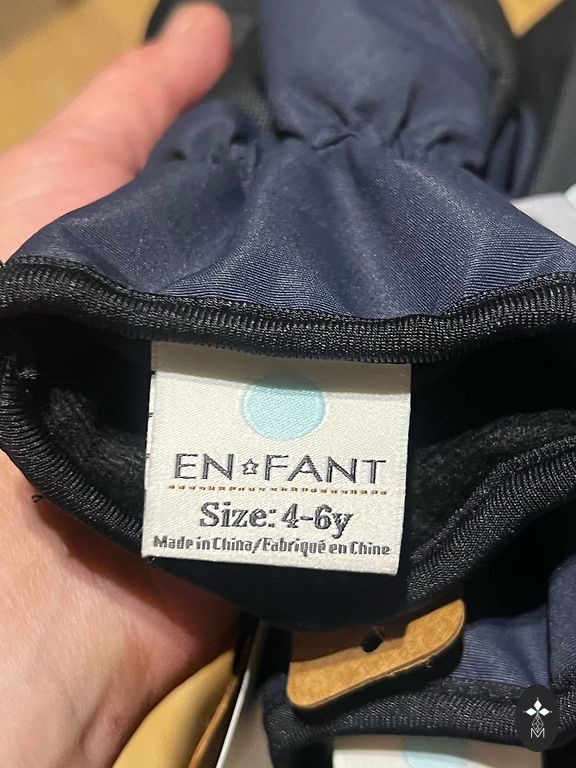 EN☆FANT
Size: 4-6y
Made in China/Fabriqué en Chine
M